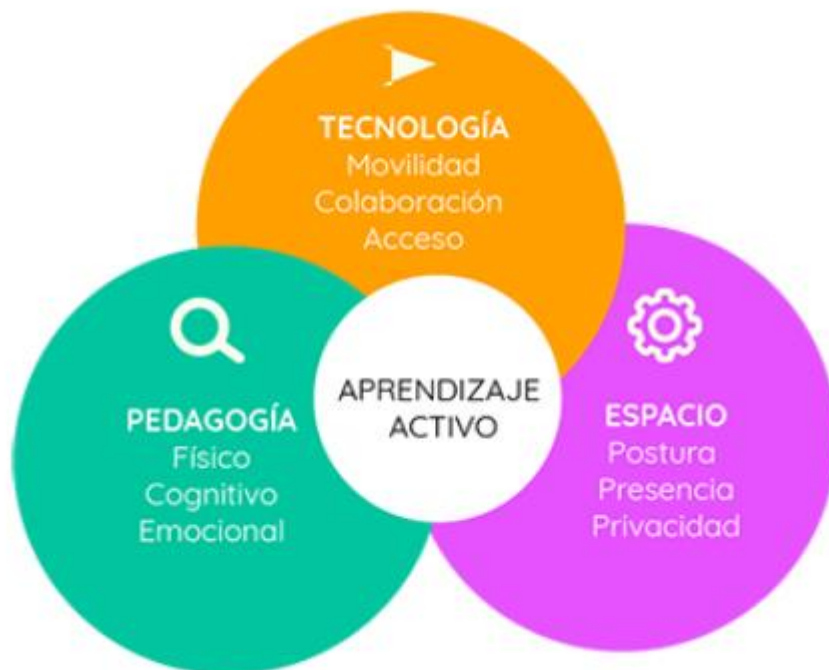 TECNOLOGÍA
Movilidad
Colaboración
Acceso
PEDAGOGÍA
Físico
Cognitivo
Emocional
APRENDIZAJE
ACTIVO
ESPACIO
Postura
Presencia
Privacidad